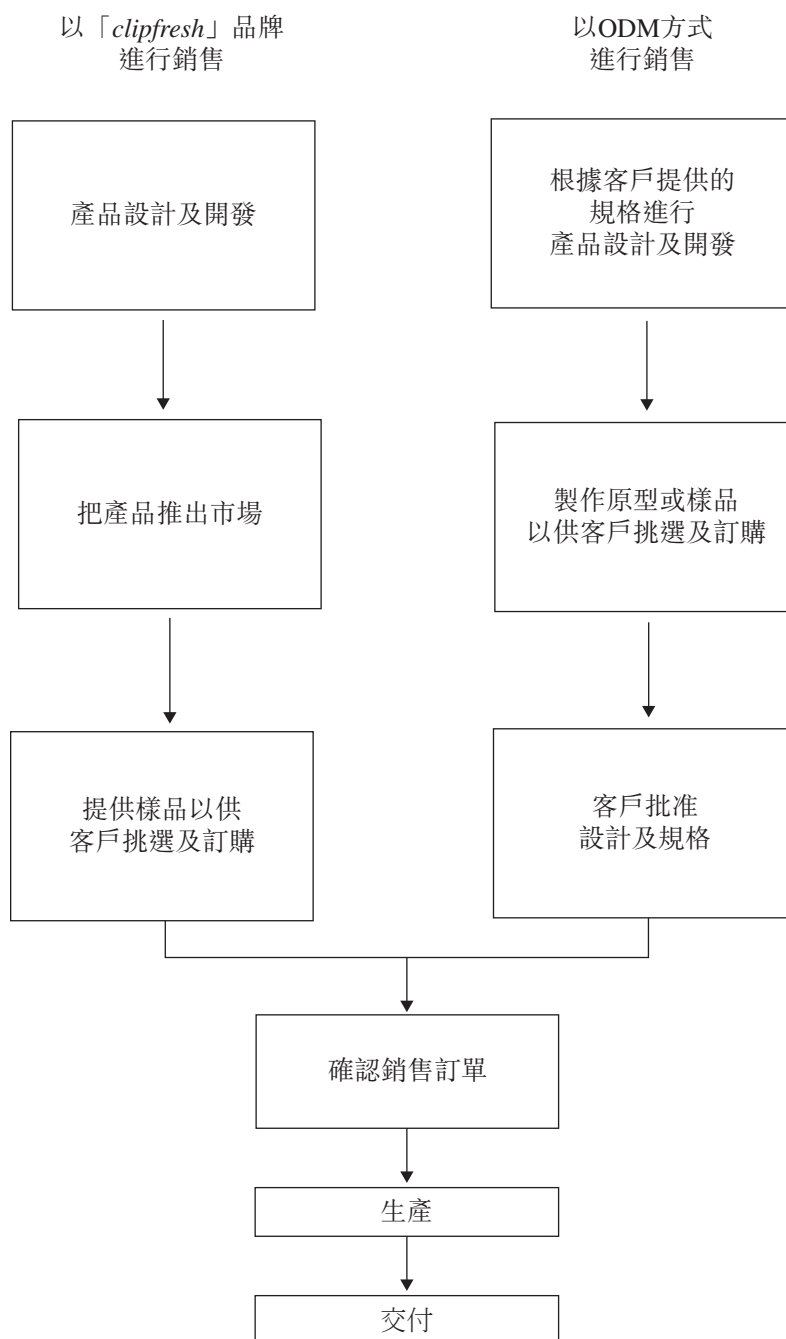 以「clipfresh」品牌
進行銷售
以ODM方式
進行銷售
產品設計及開發
根據客戶提供的
規格進行
產品設計及開發
把產品推出市場
製作原型或樣品
以供客戶挑選及訂購
提供樣品以供
客戶挑選及訂購
客戶批准
設計及規格
確認銷售訂單
生產
交付